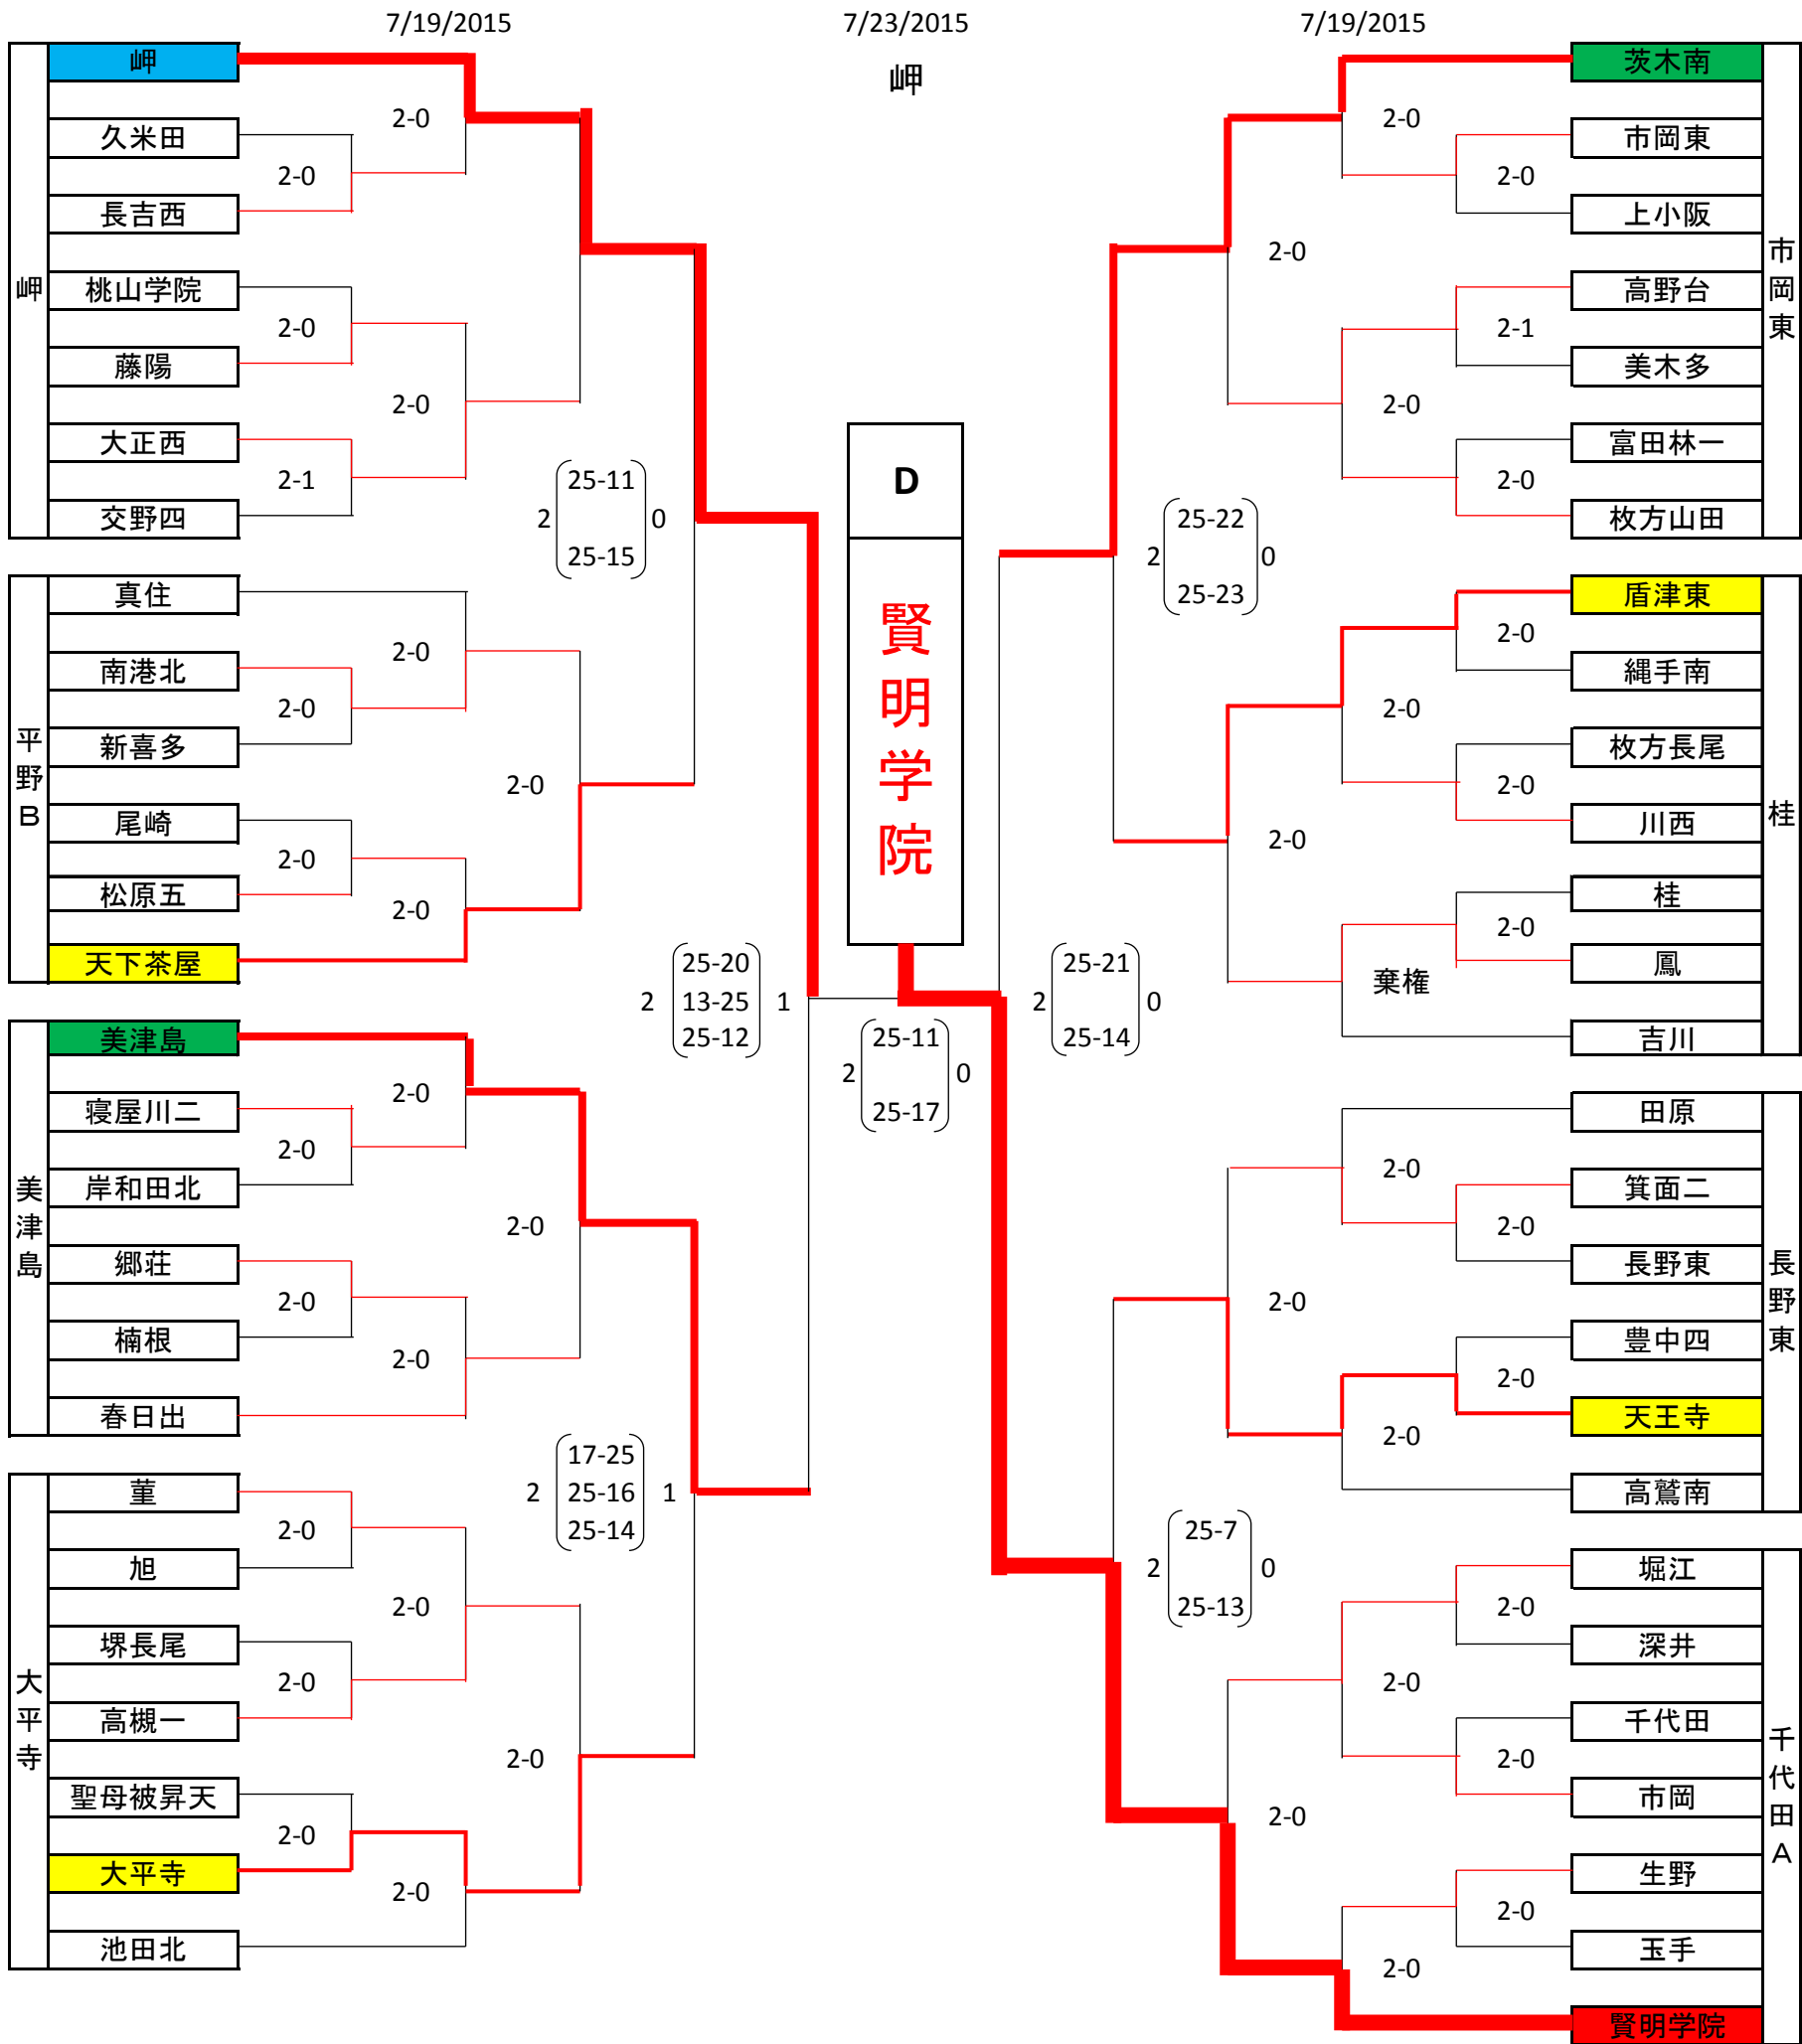 7/19/2015
7/23/2015
7/19/2015
岬
岬
岬
久米田
長吉西
桃山学院
藤陽
大正西
交野四
2-0
2-0
2-0
2-0
2-1
2
25-11
25-15
0
平野B
真住
南港北
新喜多
尾崎
松原五
天下茶屋
2-0
2-0
2-0
2-0
2-0
2
25-20
13-25
25-12
1
美津島
美津島
寝屋川二
岸和田北
郷荘
楠根
春日出
2-0
2-0
2-0
2-0
2-0
2
17-25
25-16
25-14
1
大平寺
菫
旭
堺長尾
高槻一
聖母被昇天
大平寺
池田北
2-0
2-0
2-0
2-0
2-0
2-0
D
賢明学院
2
25-11
25-17
0
市岡東
茨木南
市岡東
上小阪
高野台
美木多
富田林一
枚方山田
2-0
2-0
2-0
2-1
2-0
2-0
2
25-22
25-23
0
桂
盾津東
縄手南
枚方長尾
川西
桂
鳳
吉川
2-0
2-0
2-0
2-0
2-0
棄権
2
25-21
25-14
0
長野東
田原
箕面二
長野東
豊中四
天王寺
高鷲南
2-0
2-0
2-0
2-0
2-0
2
25-7
25-13
0
千代田A
堀江
深井
千代田
市岡
生野
玉手
賢明学院
2-0
2-0
2-0
2-0
2-0
2-0